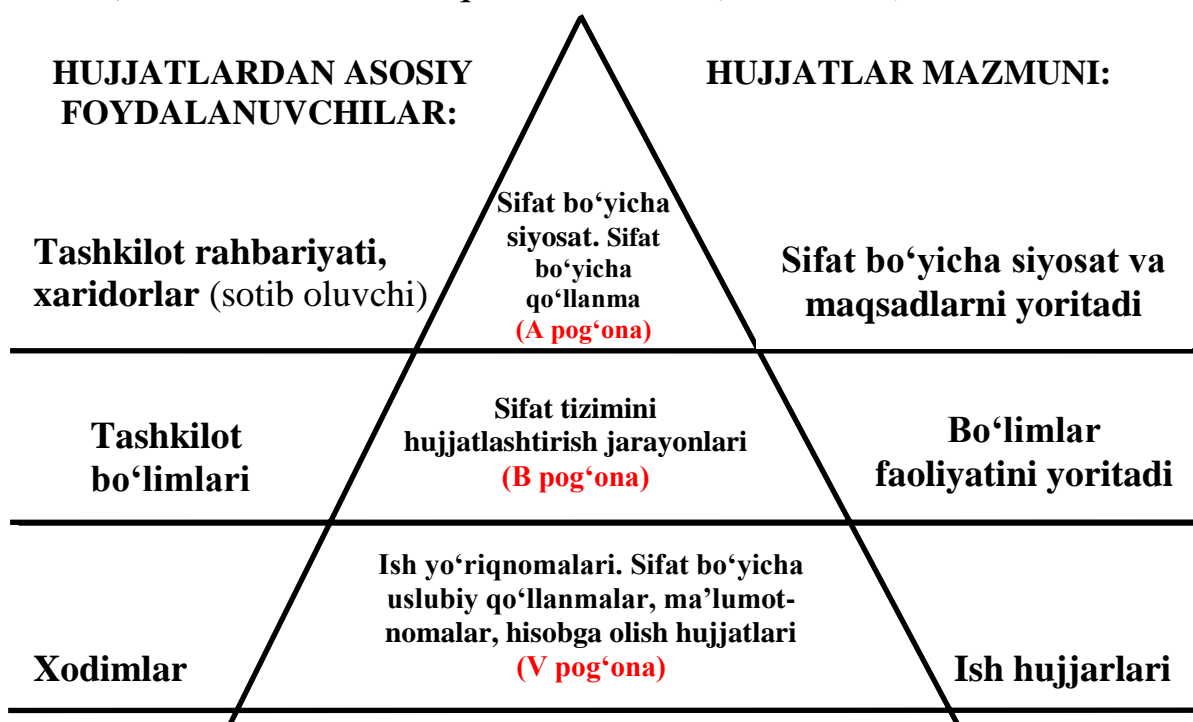 HUJJATLARDAN ASOSIY
FOYDALANUVCHILAR:
HUJJATLAR MAZMUNI:
Tashkilot rahbariyati,
xaridorlar (sotib oluvchi)
Sifat bo‘yicha
siyosat. Sifat
bo‘yicha
qo‘llanma
(A pog‘ona)
Sifat bo‘yicha siyosat va
maqsadlarni yoritadi
Tashkilot
bo‘limlari
Sifat tizimini
hujjatlashtirish jarayonlari
(B pog‘ona)
Bo‘limlar
faoliyatini yoritadi
Xodimlar
Ish yo‘riqnomalari. Sifat bo‘yicha
uslubiy qo‘llanmalar, ma’lumot-
nomalar, hisobga olish hujjatlari
(V pog‘ona)
Ish hujjarlari